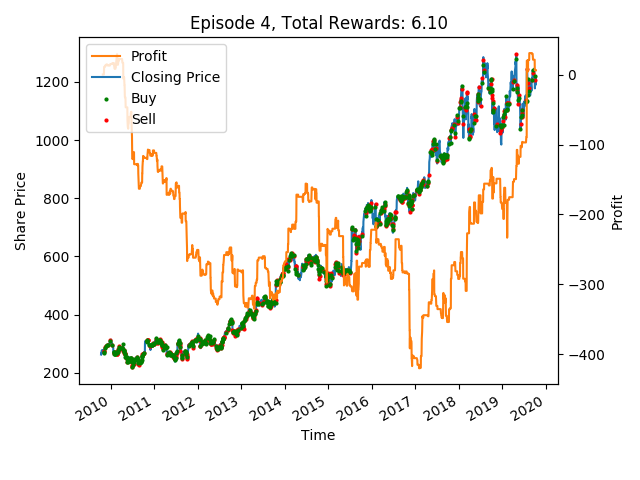 Episode 4, Total Rewards: 6.10
Profit
Closing Price
Buy
Sell
Share Price
1200
1000
800
600
400
200
0
−100
−200
−300
−400
Profit
2010
2011
2012
2013
2014
2015
2016
2017
2018
2019
2020
Time